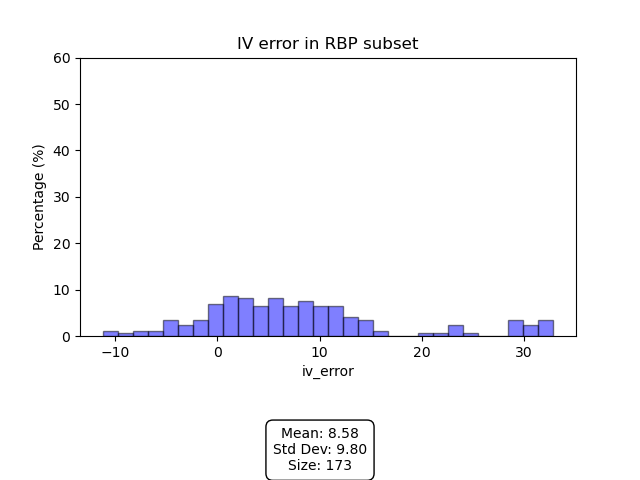 IV error in RBP subset
60
50
40
30
20
10
0
Percentage (%)
−10
0
10
20
30
iv_error
Mean: 8.58
Std Dev: 9.80
Size: 173